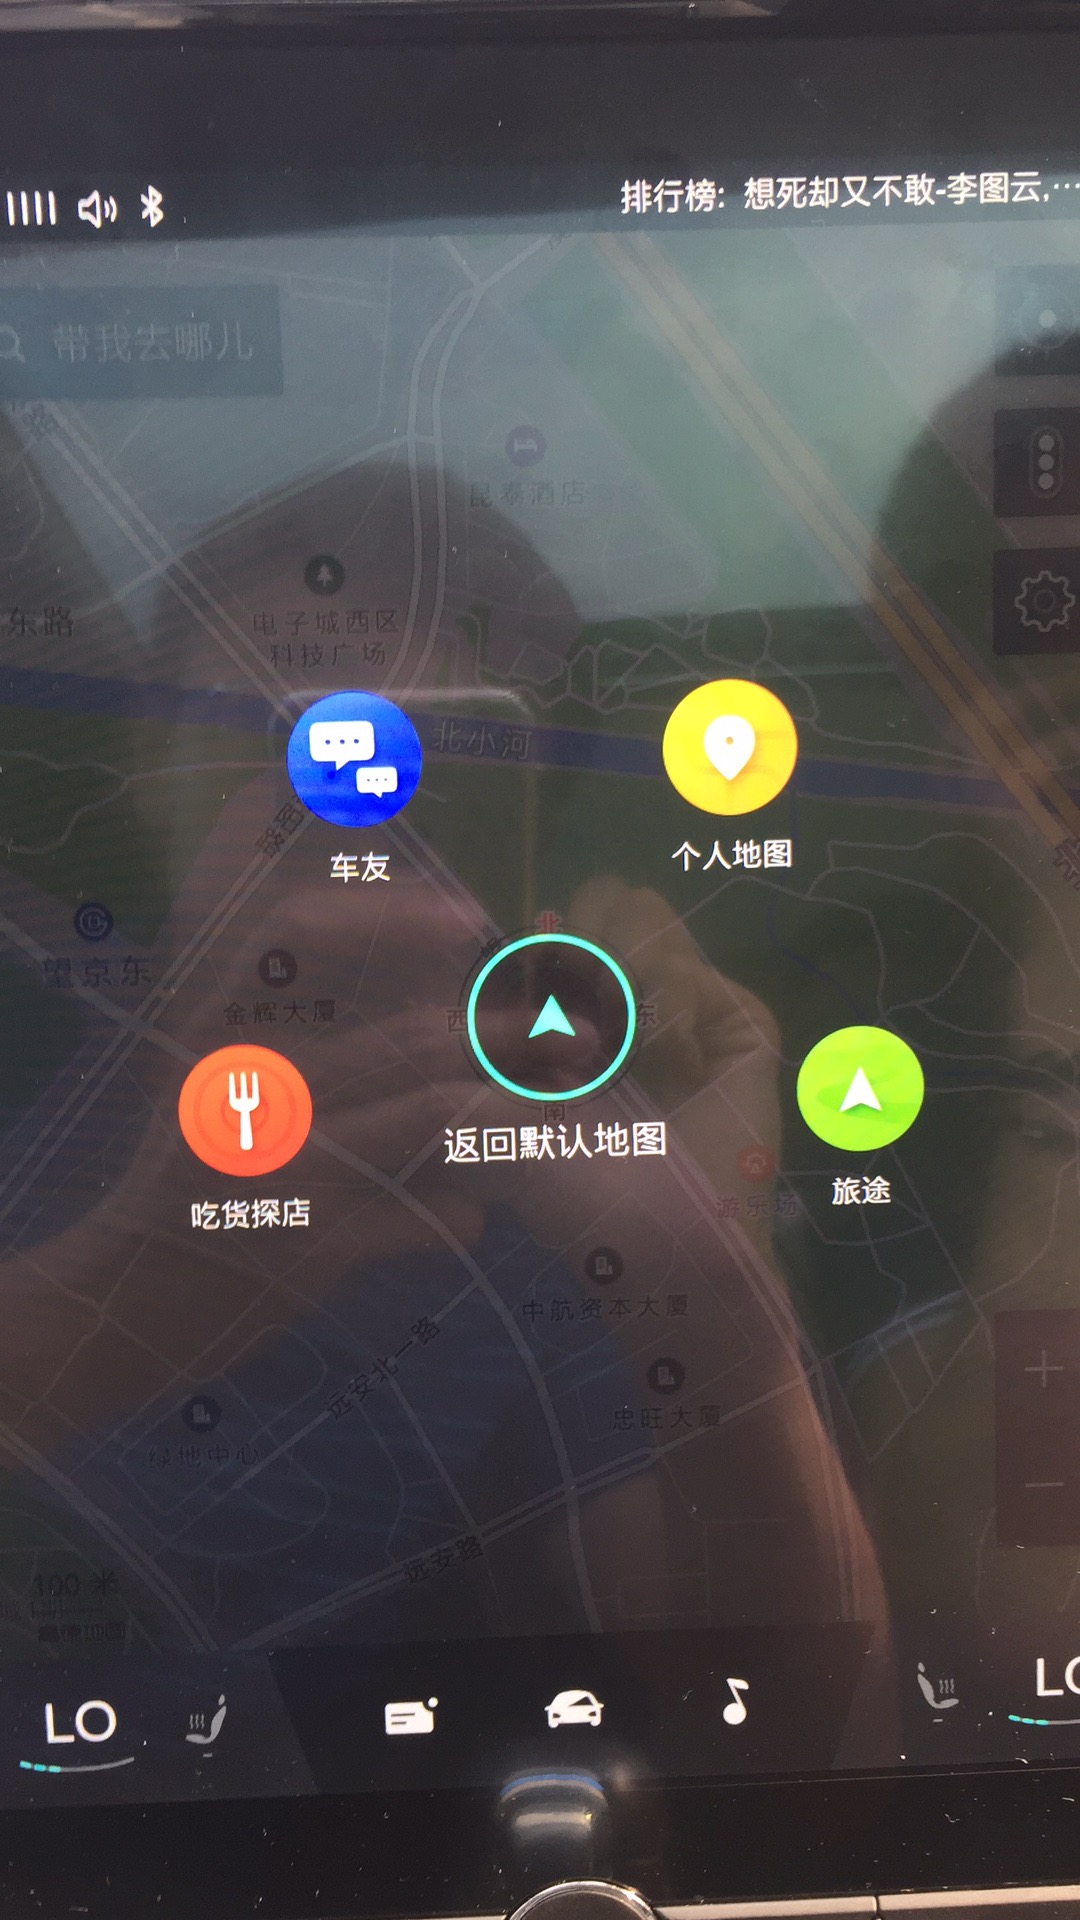 排行榜: 想死却又不敢-李图云,…
带我去哪儿
昆泰酒店
电子城西区
科技广场
东路
北小河
车友
个人地图
望京东
金辉大厦
北
西
东
南
返回默认地图
吃货探店
旅途
游乐场
中航资本大厦
远安北一路
忠旺大厦
绿地中心
远安路
100 米
LO
LO